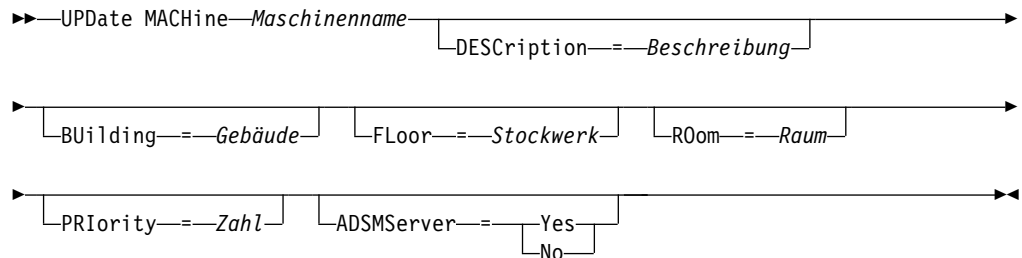 UPDate MACHine Maschinenname
DESCription = Beschreibung
BUilding = Gebäude FLoor = Stockwerk ROom = Raum
PRIority = Zahl ADSMServer = Yes
No